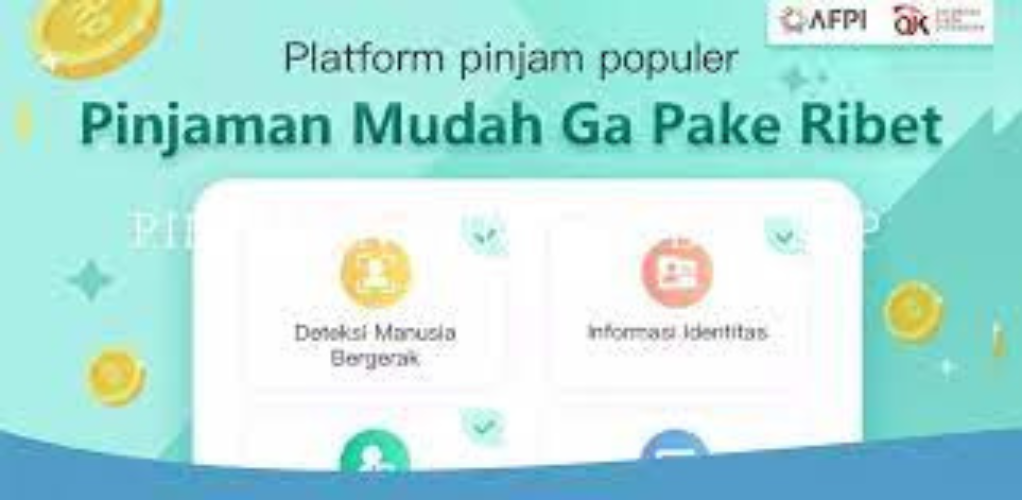 AFPI
Platform pinjam populer
Pinjaman Mudah Ga Pake Ribet
Deteksi Manusia
Bergerak
Informasi Identitas